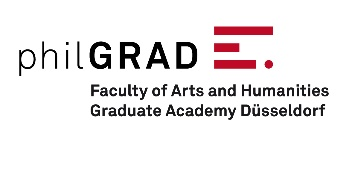 philGRAD
Faculty of Arts and Humanities
Graduate Academy Düsseldorf